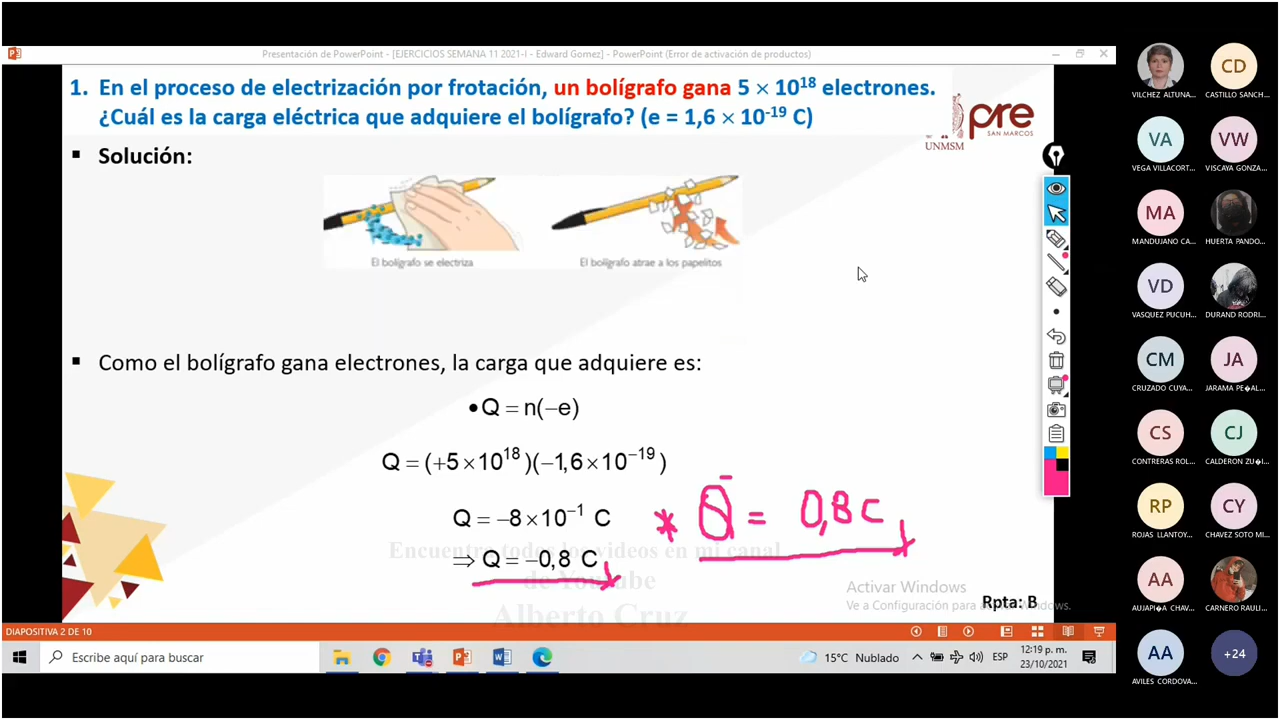 Presentación de PowerPoint - [EJERCICIOS SEMANA 11 2021-I - Edward Gomez] - PowerPoint (Error de activación de productos)
1. En el proceso de electrización por frotación, un bolígrafo gana 5 × 10¹⁸ electrones.
¿Cuál es la carga eléctrica que adquiere el bolígrafo? (e = 1,6 × 10⁻¹⁹ C)
UNMSM
pre
SAN MARCOS
▪ Solución:
El bolígrafo se electriza
El bolígrafo atrae a los papelitos
▪ Como el bolígrafo gana electrones, la carga que adquiere es:
• Q = n(−e)
Q = (+5×10¹⁸)(−1,6×10⁻¹⁹)
Q = −8×10⁻¹ C
⇒ Q = −0,8 C
* Q̄ = 0,8 C
Encuentra todos los videos en mi canal
de Youtube
Alberto Cruz
Activar Windows
Ve a Configuración para activar Windows.
Rpta: B
DIAPOSITIVA 2 DE 10
Escribe aquí para buscar
15°C Nublado
ESP
12:19 p. m.
23/10/2021
VILCHEZ ALTUNA...
CD
CASTILLO SANCH...
VA
VEGA VILLACORT...
VW
VISCAYA GONZA...
MA
MANDUJANO CA...
HUERTA PANDO...
VD
VASQUEZ PUCUH...
DURAND RODRI...
CM
CRUZADO CUYA...
JA
JARAMA PE�AL...
CS
CONTRERAS ROL...
CJ
CALDERON ZU�I...
RP
ROJAS LLANTOY...
CY
CHAVEZ SOTO MI...
AA
AUJAPI�A CHAV...
CARNERO RAULI...
AA
AVILES CORDOVA...
+24